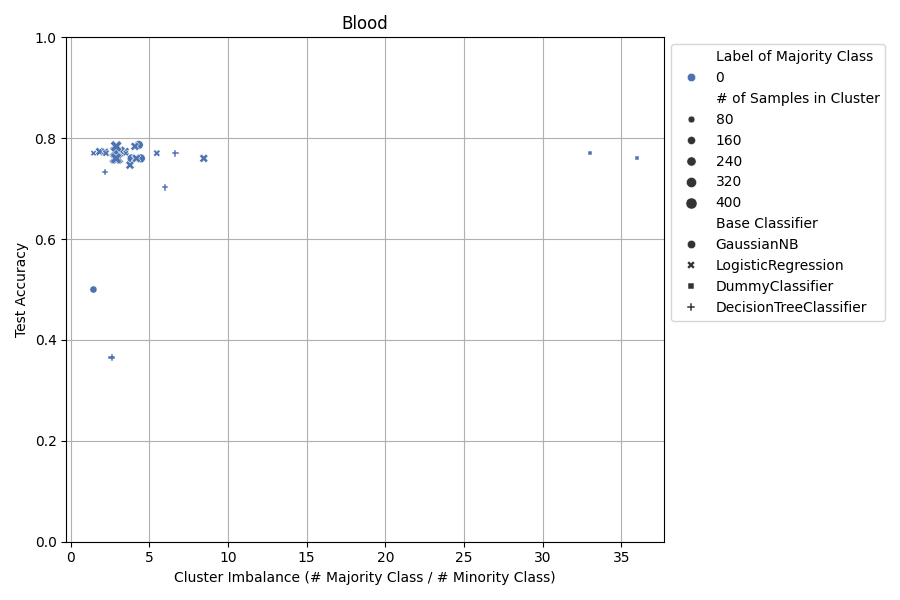 Blood
1.0
0.8
0.6
0.4
0.2
0.0
Test Accuracy
0 5 10 15 20 25 30 35
Cluster Imbalance (# Majority Class / # Minority Class)
Label of Majority Class
0
# of Samples in Cluster
80
160
240
320
400
Base Classifier
GaussianNB
LogisticRegression
DummyClassifier
DecisionTreeClassifier